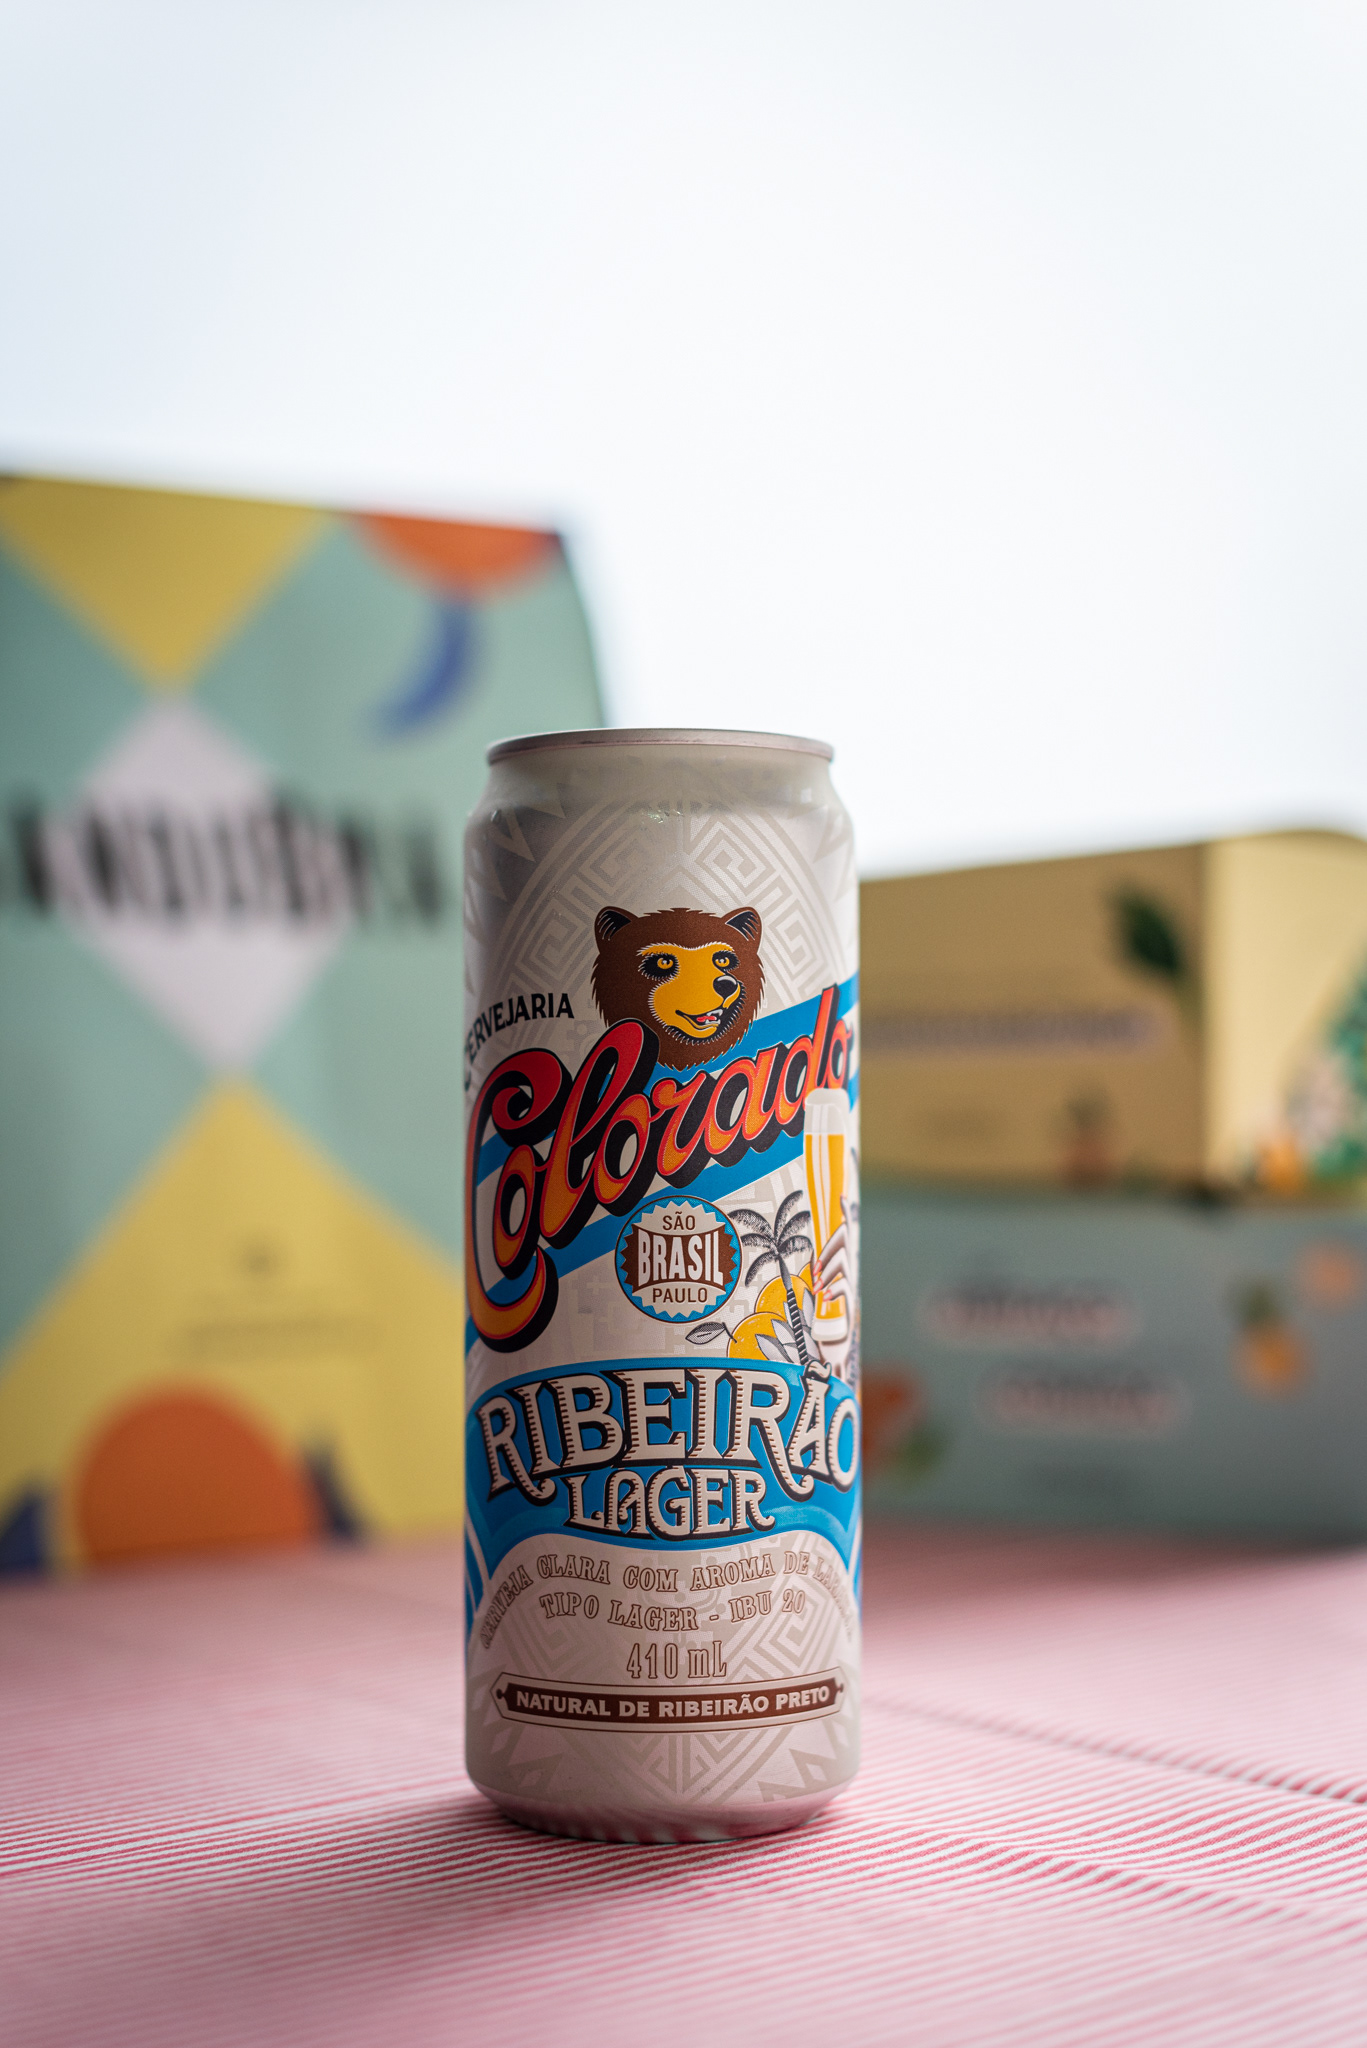 CERVEJARIA
Colorado
SÃO
BRASIL
PAULO
RIBEIRÃO
LAGER
CERVEJA CLARA COM AROMA DE
TIPO LAGER - IBU 20
410 mL
NATURAL DE RIBEIRÃO PRETO